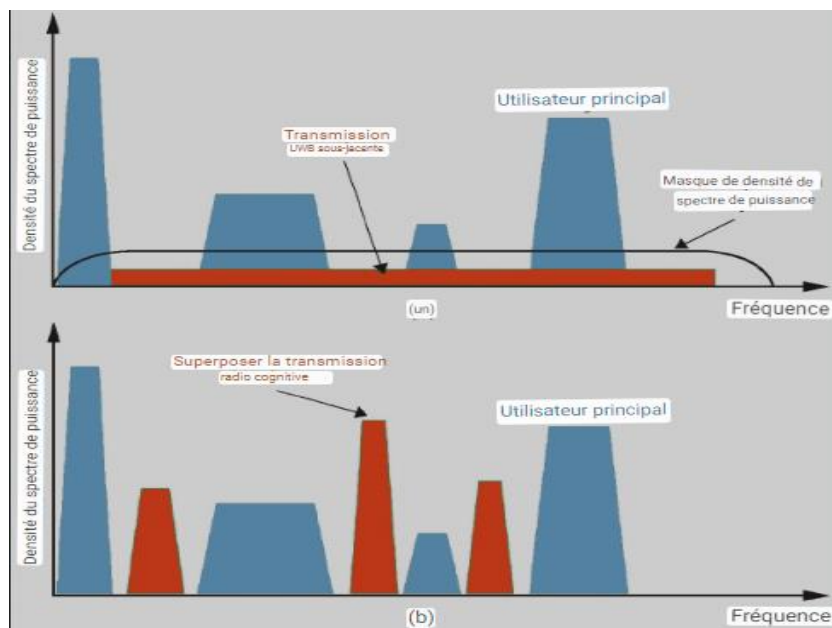 Densité du spectre de puissance
Utilisateur principal
Transmission
UWB sous-jacente
Masque de densité de
spectre de puissance
(un)
Fréquence
Densité du spectre de puissance
Superposer la transmission
radio cognitive
Utilisateur principal
(b)
Fréquence